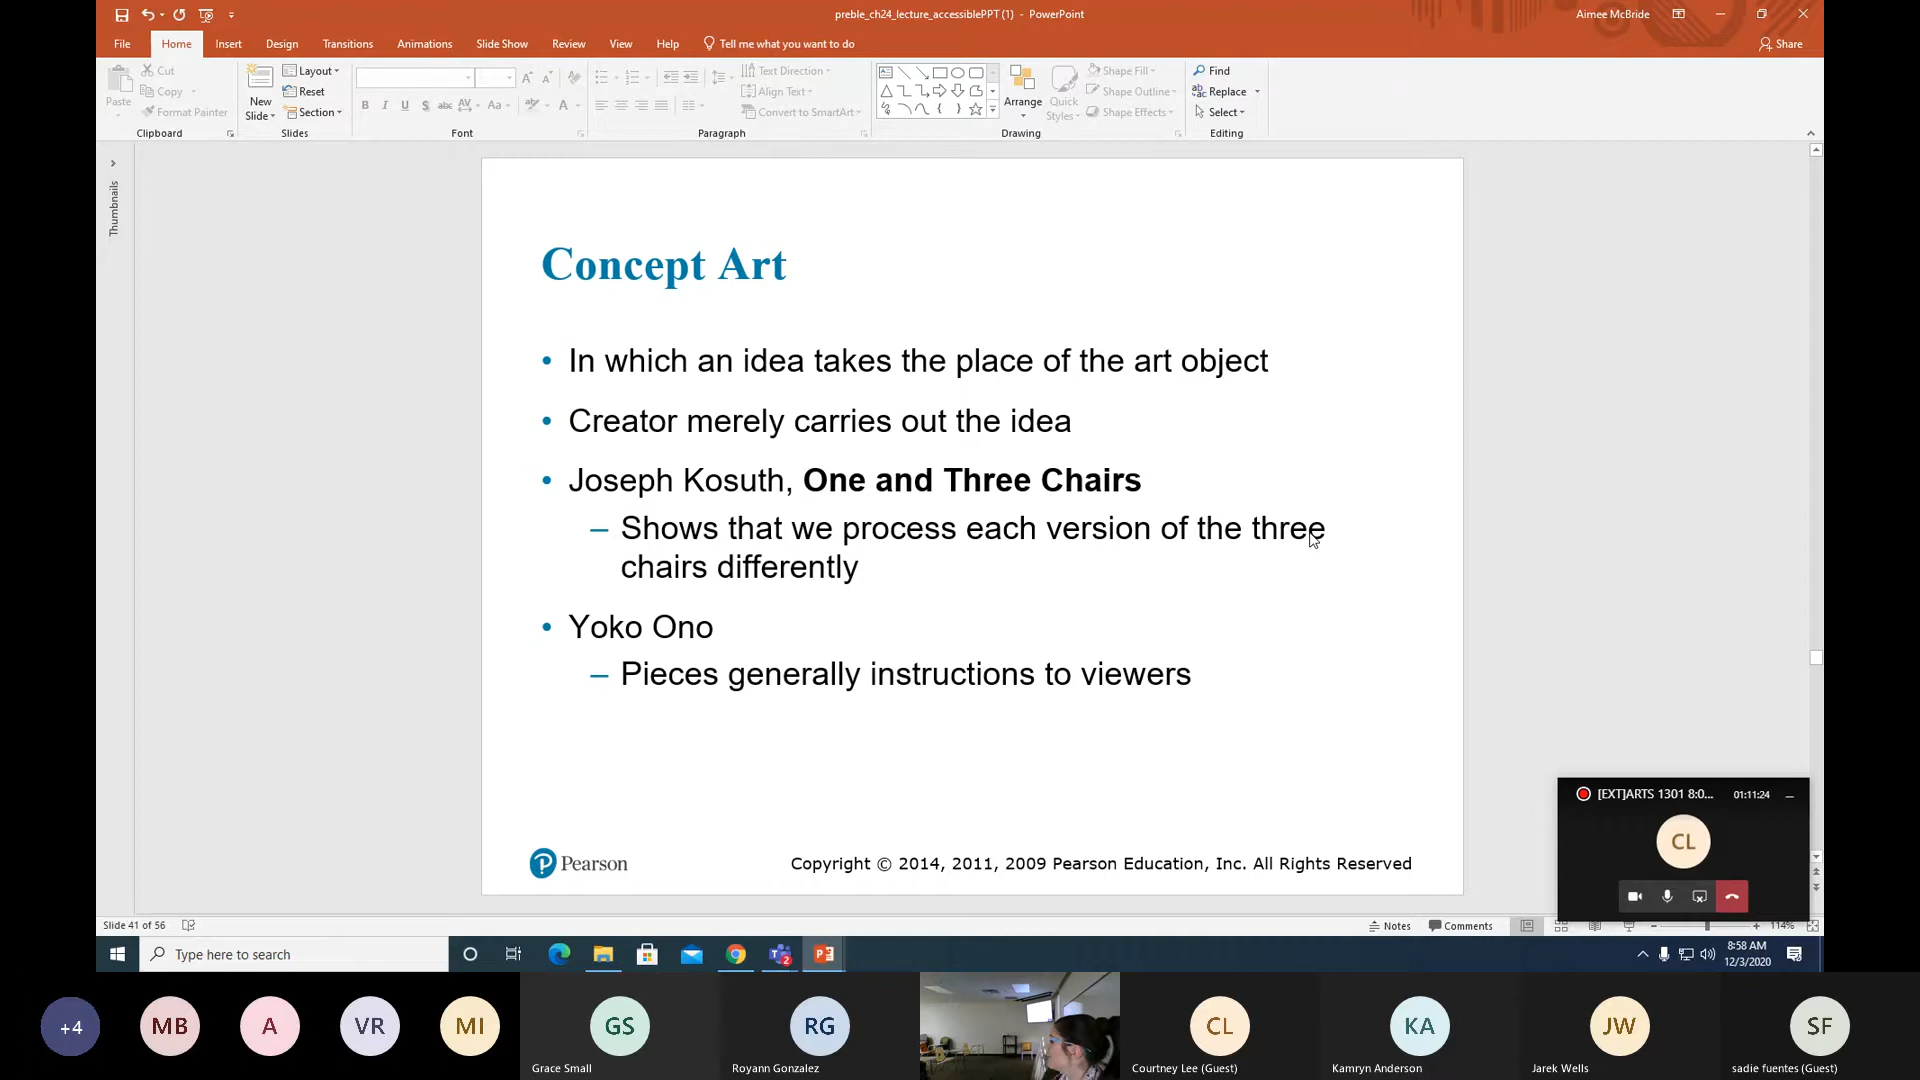 preble_ch24_lecture_accessiblePPT (1) - PowerPoint
Aimee McBride
File Home Insert Design Transitions Animations Slide Show Review View Help Tell me what you want to do
Share
Paste
Cut
Copy
Format Painter
Clipboard
New Slide
Layout
Reset
Section
Slides
B I U S abc AV Aa A
Font
Text Direction
Align Text
Convert to SmartArt
Paragraph
Arrange
Quick Styles
Shape Fill
Shape Outline
Shape Effects
Drawing
Find
Replace
Select
Editing
Thumbnails
Concept Art
• In which an idea takes the place of the art object
• Creator merely carries out the idea
• Joseph Kosuth, One and Three Chairs
– Shows that we process each version of the three
chairs differently
• Yoko Ono
– Pieces generally instructions to viewers
Pearson
Copyright © 2014, 2011, 2009 Pearson Education, Inc. All Rights Reserved
[EXT]ARTS 1301 8:0... 01:11:24
CL
Slide 41 of 56
Notes
Comments
114%
Type here to search
8:58 AM
12/3/2020
+4
MB
A
VR
MI
GS
Grace Small
RG
Royann Gonzalez
CL
Courtney Lee (Guest)
KA
Kamryn Anderson
JW
Jarek Wells
SF
sadie fuentes (Guest)